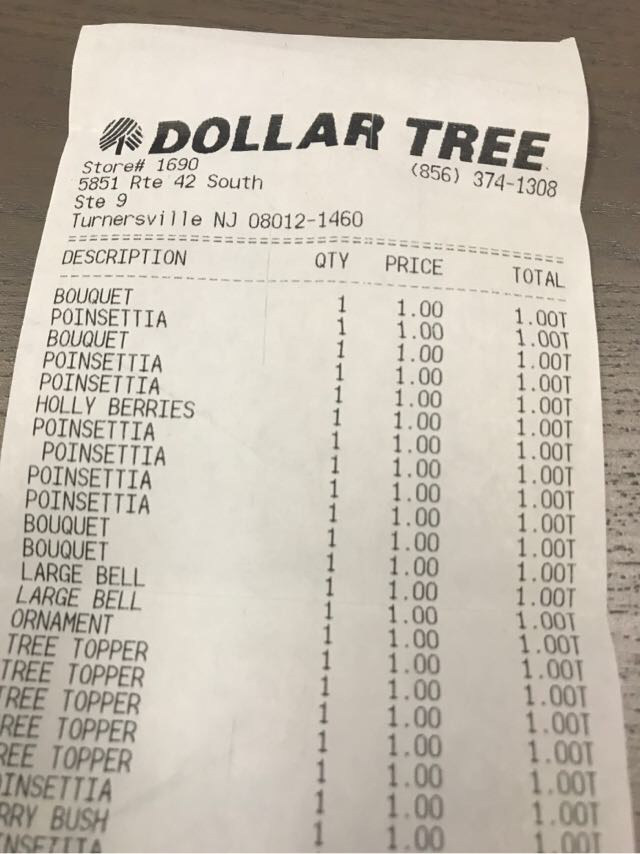 DOLLAR TREE
Store# 1690 (856) 374-1308
5851 Rte 42 South
Ste 9
Turnersville NJ 08012-1460
DESCRIPTION QTY PRICE TOTAL
BOUQUET 1 1.00 1.00T
POINSETTIA 1 1.00 1.00T
BOUQUET 1 1.00 1.00T
POINSETTIA 1 1.00 1.00T
POINSETTIA 1 1.00 1.00T
HOLLY BERRIES 1 1.00 1.00T
POINSETTIA 1 1.00 1.00T
POINSETTIA 1 1.00 1.00T
POINSETTIA 1 1.00 1.00T
POINSETTIA 1 1.00 1.00T
BOUQUET 1 1.00 1.00T
BOUQUET 1 1.00 1.00T
LARGE BELL 1 1.00 1.00T
LARGE BELL 1 1.00 1.00T
ORNAMENT 1 1.00 1.00T
TREE TOPPER 1 1.00 1.00T
TREE TOPPER 1 1.00 1.00T
TREE TOPPER 1 1.00 1.00T
REE TOPPER 1 1.00 1.00T
REE TOPPER 1 1.00 1.00T
OINSETTIA 1 1.00 1.00T
RRY BUSH 1 1.00 1.00T
INSETTIA 1 1.00 1.00T